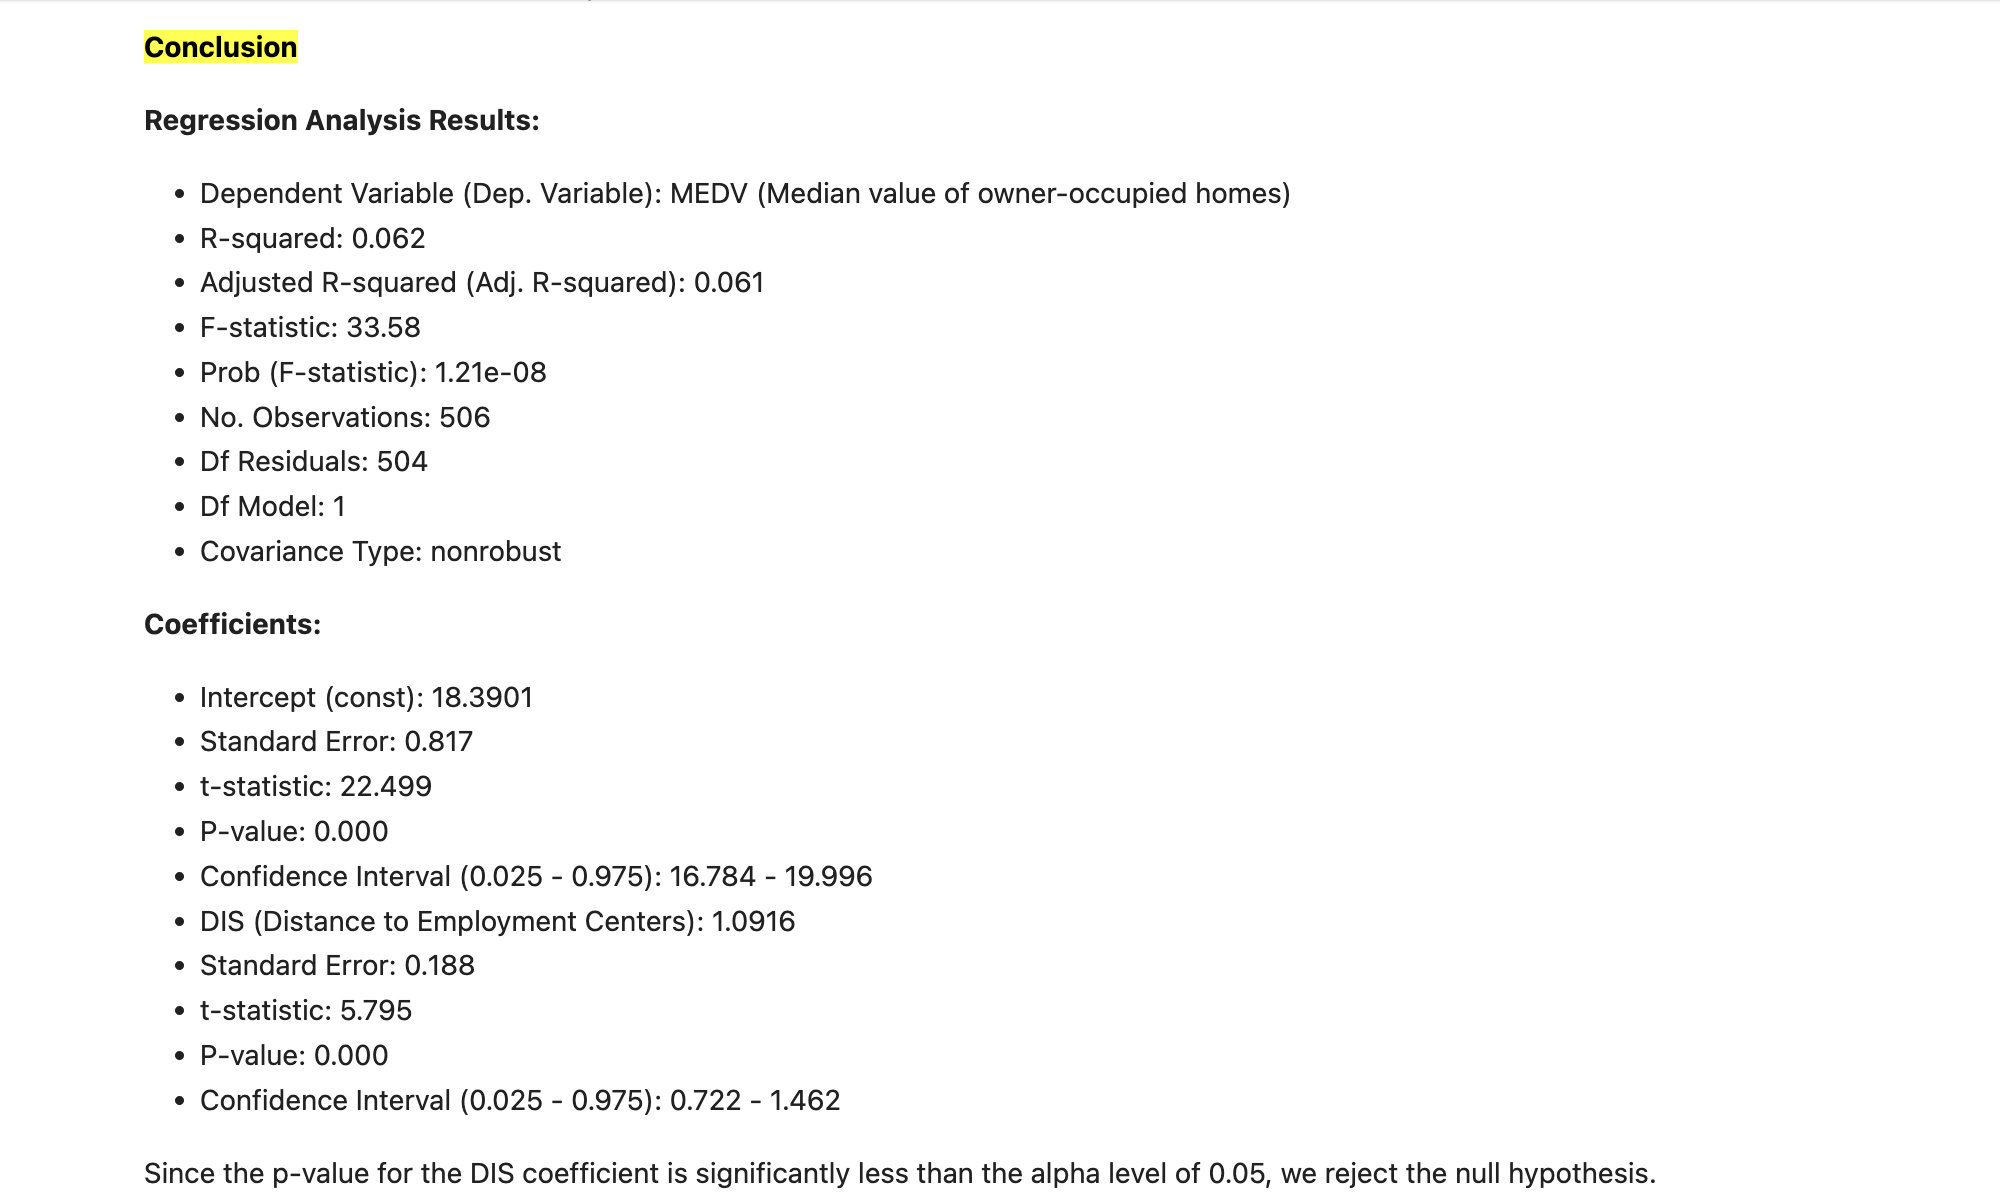 Conclusion
Regression Analysis Results:
• Dependent Variable (Dep. Variable): MEDV (Median value of owner-occupied homes)
• R-squared: 0.062
• Adjusted R-squared (Adj. R-squared): 0.061
• F-statistic: 33.58
• Prob (F-statistic): 1.21e-08
• No. Observations: 506
• Df Residuals: 504
• Df Model: 1
• Covariance Type: nonrobust
Coefficients:
• Intercept (const): 18.3901
• Standard Error: 0.817
• t-statistic: 22.499
• P-value: 0.000
• Confidence Interval (0.025 - 0.975): 16.784 - 19.996
• DIS (Distance to Employment Centers): 1.0916
• Standard Error: 0.188
• t-statistic: 5.795
• P-value: 0.000
• Confidence Interval (0.025 - 0.975): 0.722 - 1.462
Since the p-value for the DIS coefficient is significantly less than the alpha level of 0.05, we reject the null hypothesis.